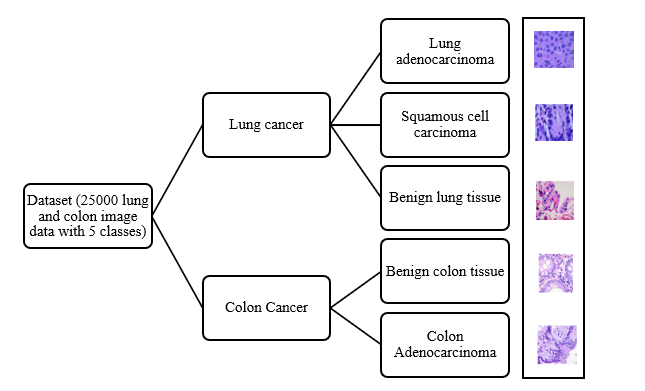 Dataset (25000 lung
and colon image
data with 5 classes)
Lung cancer
Colon Cancer
Lung
adenocarcinoma
Squamous cell
carcinoma
Benign lung tissue
Benign colon tissue
Colon
Adenocarcinoma